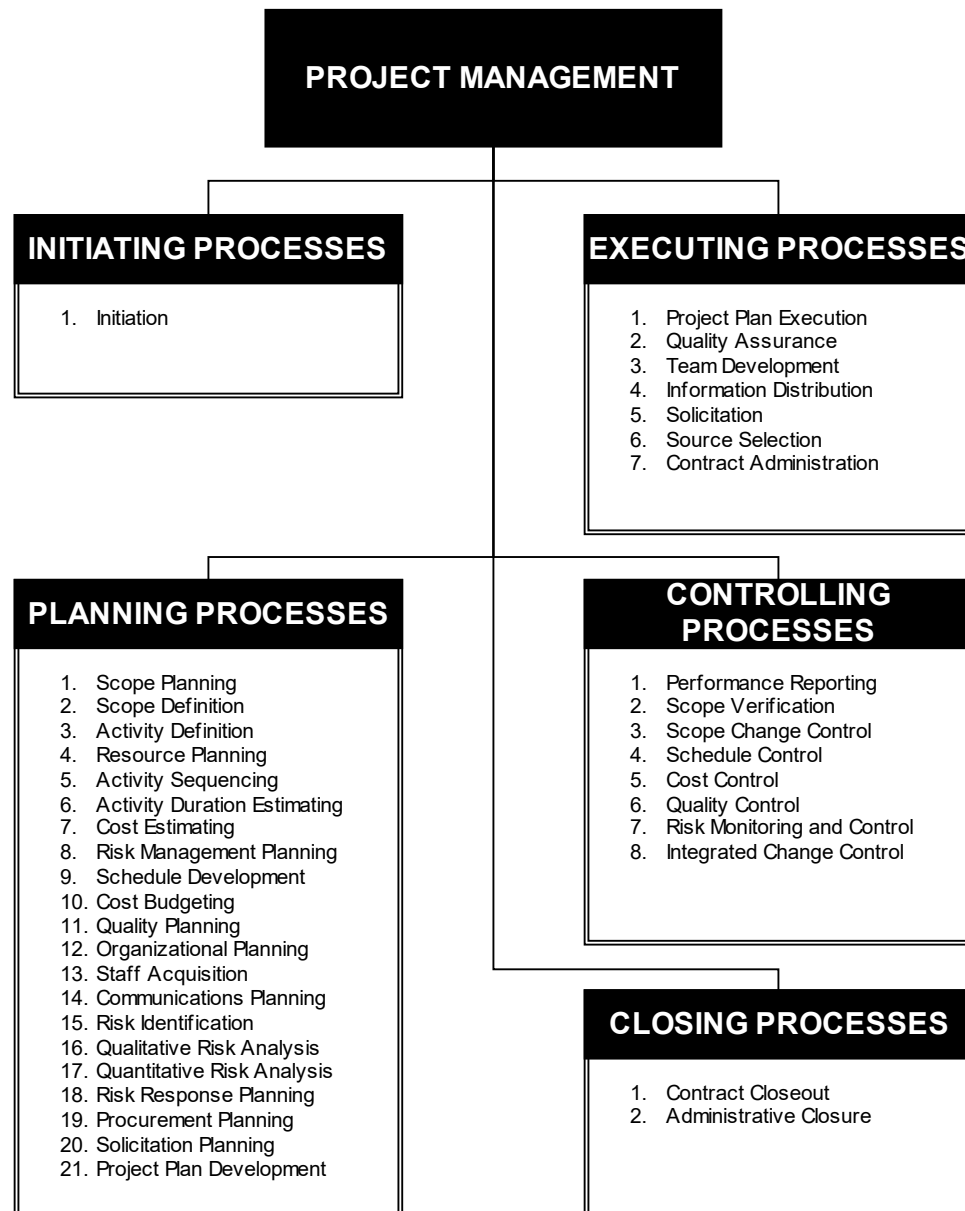 PROJECT MANAGEMENT
INITIATING PROCESSES
1. Initiation
EXECUTING PROCESSES
1. Project Plan Execution
2. Quality Assurance
3. Team Development
4. Information Distribution
5. Solicitation
6. Source Selection
7. Contract Administration
PLANNING PROCESSES
1. Scope Planning
2. Scope Definition
3. Activity Definition
4. Resource Planning
5. Activity Sequencing
6. Activity Duration Estimating
7. Cost Estimating
8. Risk Management Planning
9. Schedule Development
10. Cost Budgeting
11. Quality Planning
12. Organizational Planning
13. Staff Acquisition
14. Communications Planning
15. Risk Identification
16. Qualitative Risk Analysis
17. Quantitative Risk Analysis
18. Risk Response Planning
19. Procurement Planning
20. Solicitation Planning
21. Project Plan Development
CONTROLLING
PROCESSES
1. Performance Reporting
2. Scope Verification
3. Scope Change Control
4. Schedule Control
5. Cost Control
6. Quality Control
7. Risk Monitoring and Control
8. Integrated Change Control
CLOSING PROCESSES
1. Contract Closeout
2. Administrative Closure